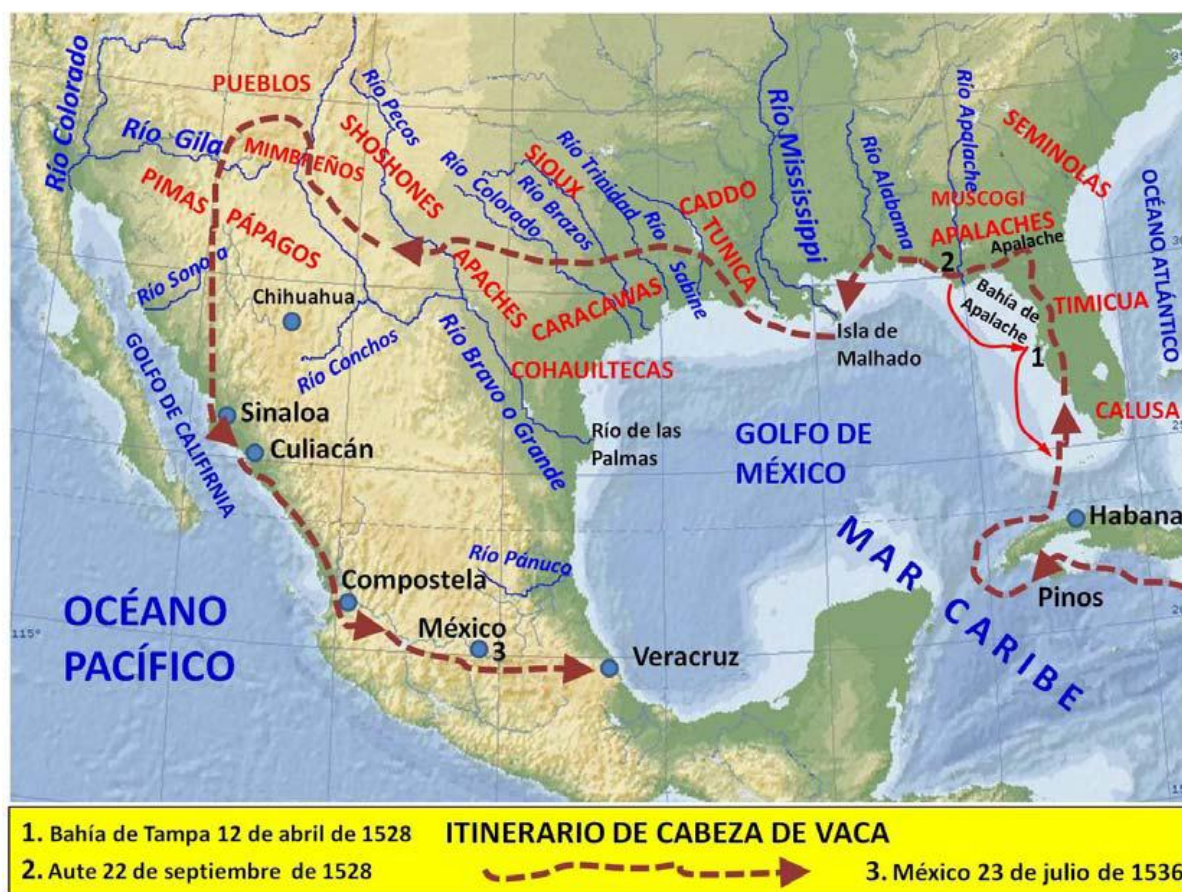 Río Colorado
PUEBLOS
Río Gila
MIMBREÑOS
PIMAS
PÁPAGOS
Río Sonora
Chihuahua
Río Conchos
GOLFO DE CALIFIRNIA
Sinaloa
Culiacán
SHOSHONES
Río Pecos
APACHES
Río Bravo o Grande
Río Colorado
Río Brazos
SIOUX
Río Trinidad
Río
Sabine
CADDO
TUNICA
CARACAWAS
COHAUILTECAS
Río de las
Palmas
Río Mississippi
Río Alabama
Río Apalache
MUSCOGI
APALACHES
Apalache
2
Bahía de
Apalache
1
SEMINOLAS
OCÉANO ATLÁNTICO
TIMICUA
CALUSA
Isla de
Malhado
GOLFO DE
MÉXICO
Habana
Pinos
MAR CARIBE
Río Pánuco
Compostela
México
3
Veracruz
OCÉANO
PACÍFICO
115°
30
25
20
1. Bahía de Tampa 12 de abril de 1528
ITINERARIO DE CABEZA DE VACA
2. Aute 22 de septiembre de 1528
3. México 23 de julio de 1536